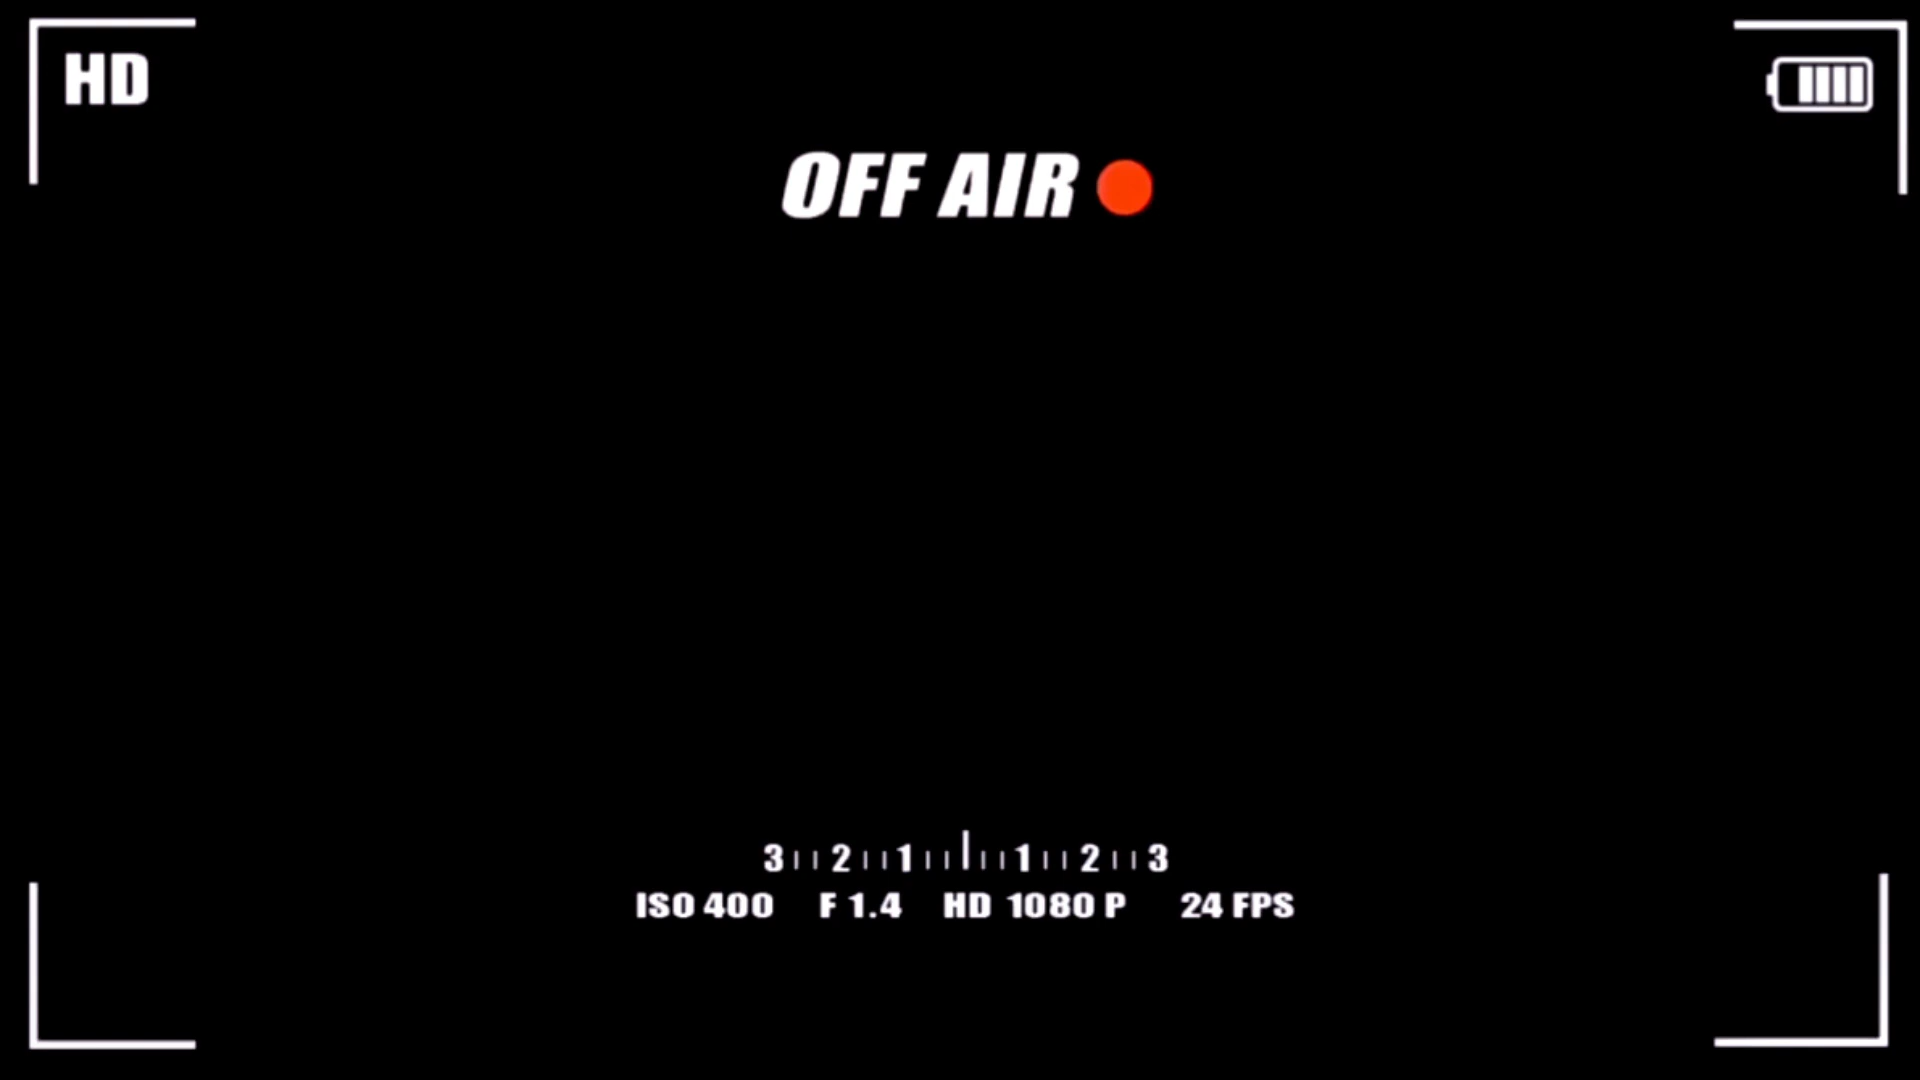 HD
OFF AIR
3 2 1 1 2 3
ISO 400 F 1.4 HD 1080 P 24 FPS